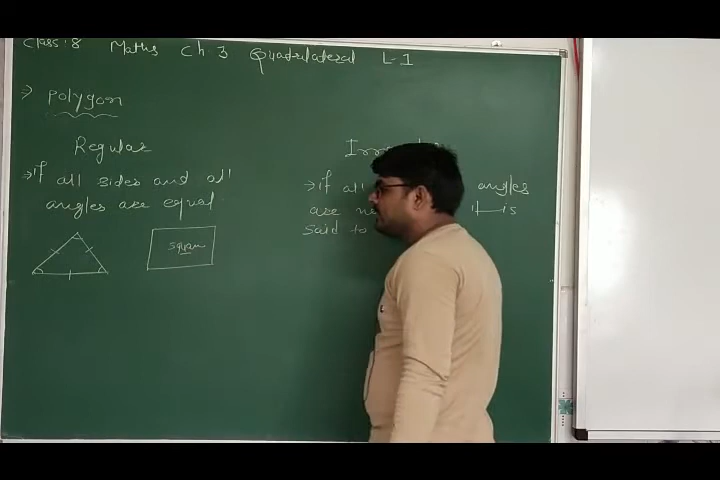 Class:8 Maths Ch-3 Quadrilateral L-1
→ Polygon
Regular
→ if all sides and all
angles are equal
square
→ if all angles
are it is
said to